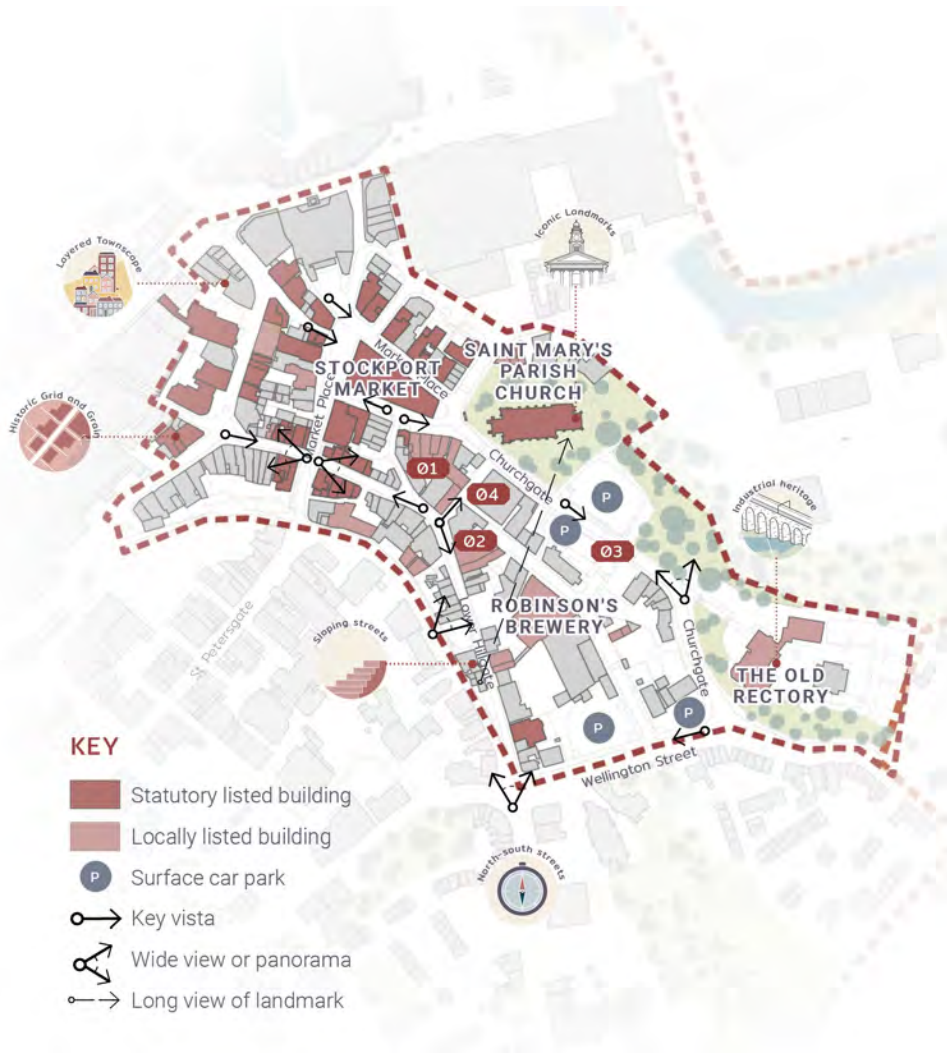 Layered Townscape
Iconic Landmarks
Historic Grid and Grain
Market Place
STOCKPORT
MARKET
Market Place
SAINT MARY'S
PARISH
CHURCH
01
04
02
03
Churchgate
P
P
Industrial heritage
ROBINSON'S
BREWERY
Lower Hillgate
St Petersgate
Sloping streets
Churchgate
THE OLD
RECTORY
P
P
Wellington Street
North-south streets
KEY
Statutory listed building
Locally listed building
P
Surface car park
Key vista
Wide view or panorama
Long view of landmark